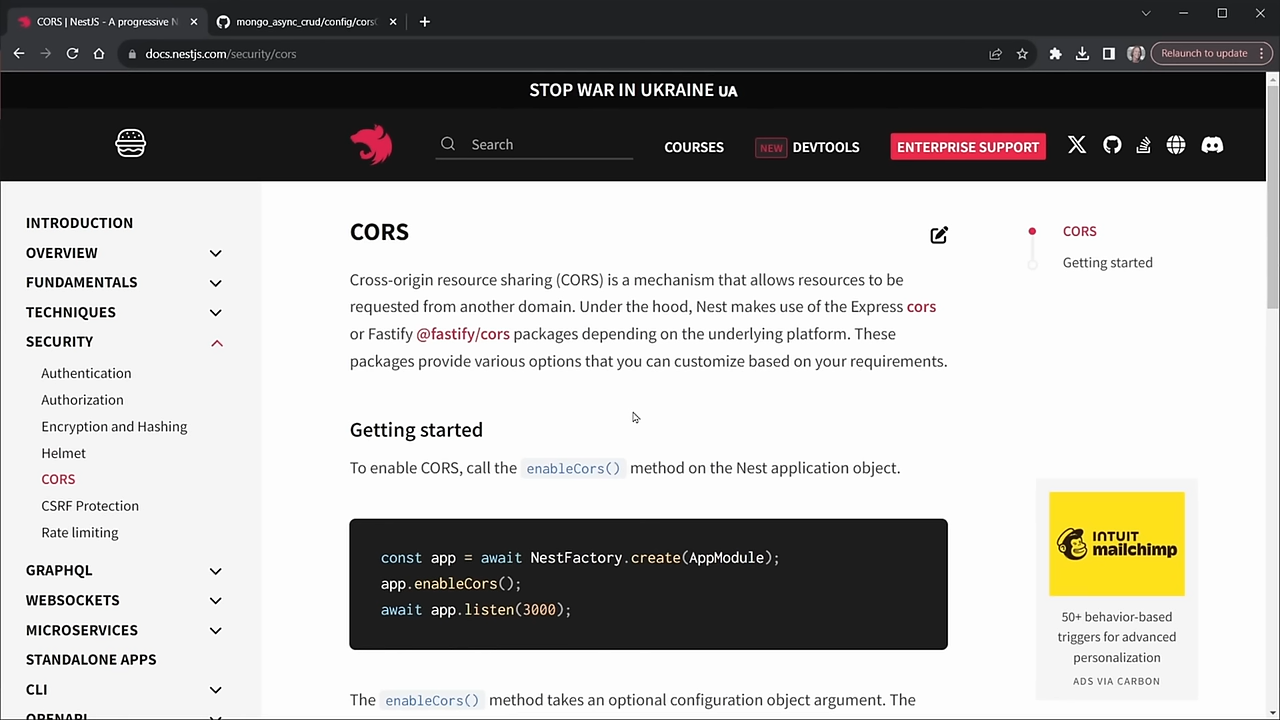 CORS | NestJS - A progressive N
mongo_async_crud/config/cors
docs.nestjs.com/security/cors
Relaunch to update
STOP WAR IN UKRAINE UA
Search
COURSES
NEW DEVTOOLS
ENTERPRISE SUPPORT
INTRODUCTION
OVERVIEW
FUNDAMENTALS
TECHNIQUES
SECURITY
Authentication
Authorization
Encryption and Hashing
Helmet
CORS
CSRF Protection
Rate limiting
GRAPHQL
WEBSOCKETS
MICROSERVICES
STANDALONE APPS
CLI
OPENAPI
CORS
Cross-origin resource sharing (CORS) is a mechanism that allows resources to be
requested from another domain. Under the hood, Nest makes use of the Express cors
or Fastify @fastify/cors packages depending on the underlying platform. These
packages provide various options that you can customize based on your requirements.
Getting started
To enable CORS, call the enableCors() method on the Nest application object.
const app = await NestFactory.create(AppModule);
app.enableCors();
await app.listen(3000);
The enableCors() method takes an optional configuration object argument. The
CORS
Getting started
INTUIT
mailchimp
50+ behavior-based
triggers for advanced
personalization
ADS VIA CARBON